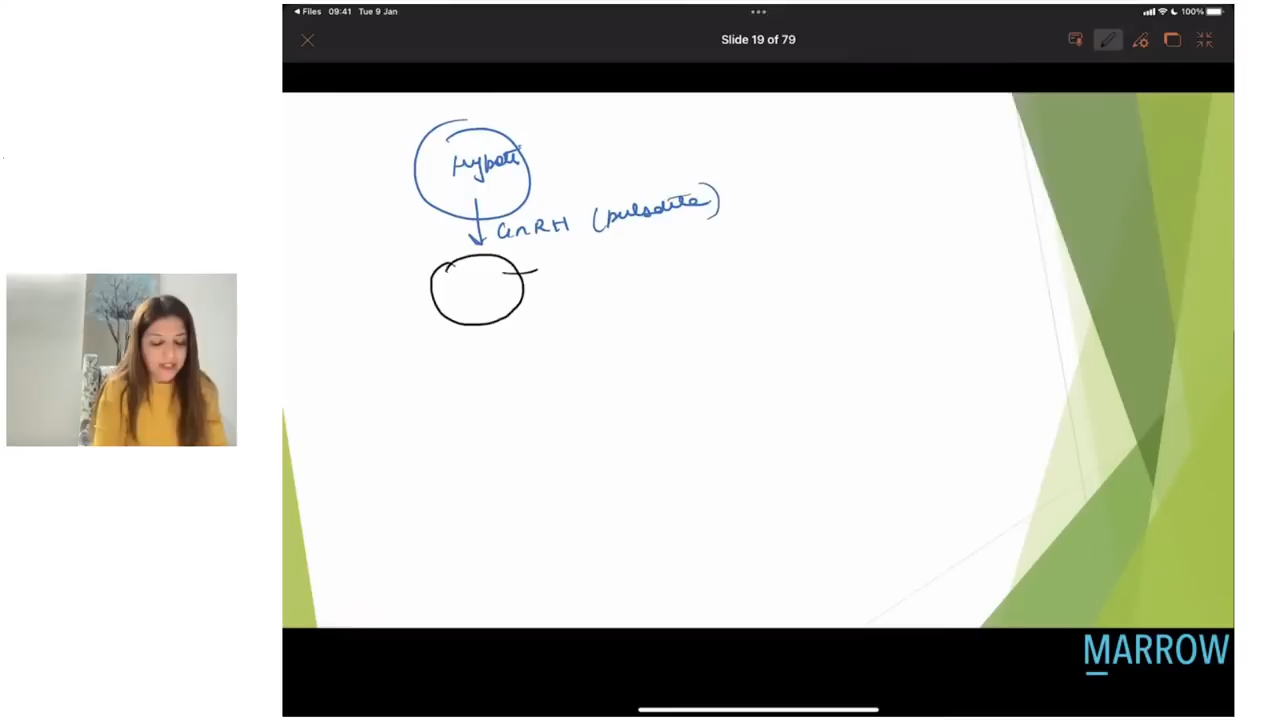 Files 09:41 Tue 9 Jan
100%
Slide 19 of 79
Hypoth
GnRH (pulsatile)
MARROW